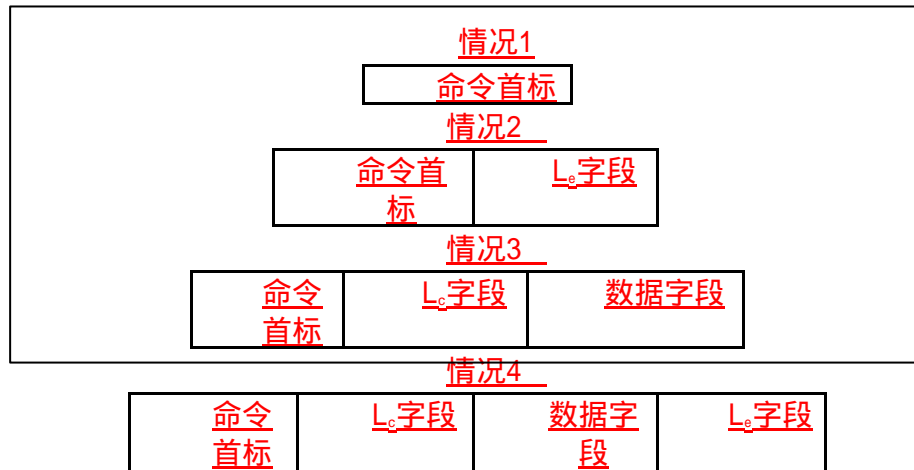 情况1
命令首标
情况2
命令首 Le字段
标
情况3
命令 Lc字段 数据字段
首标
情况4
命令 Lc字段 数据字 Le字段
首标 段